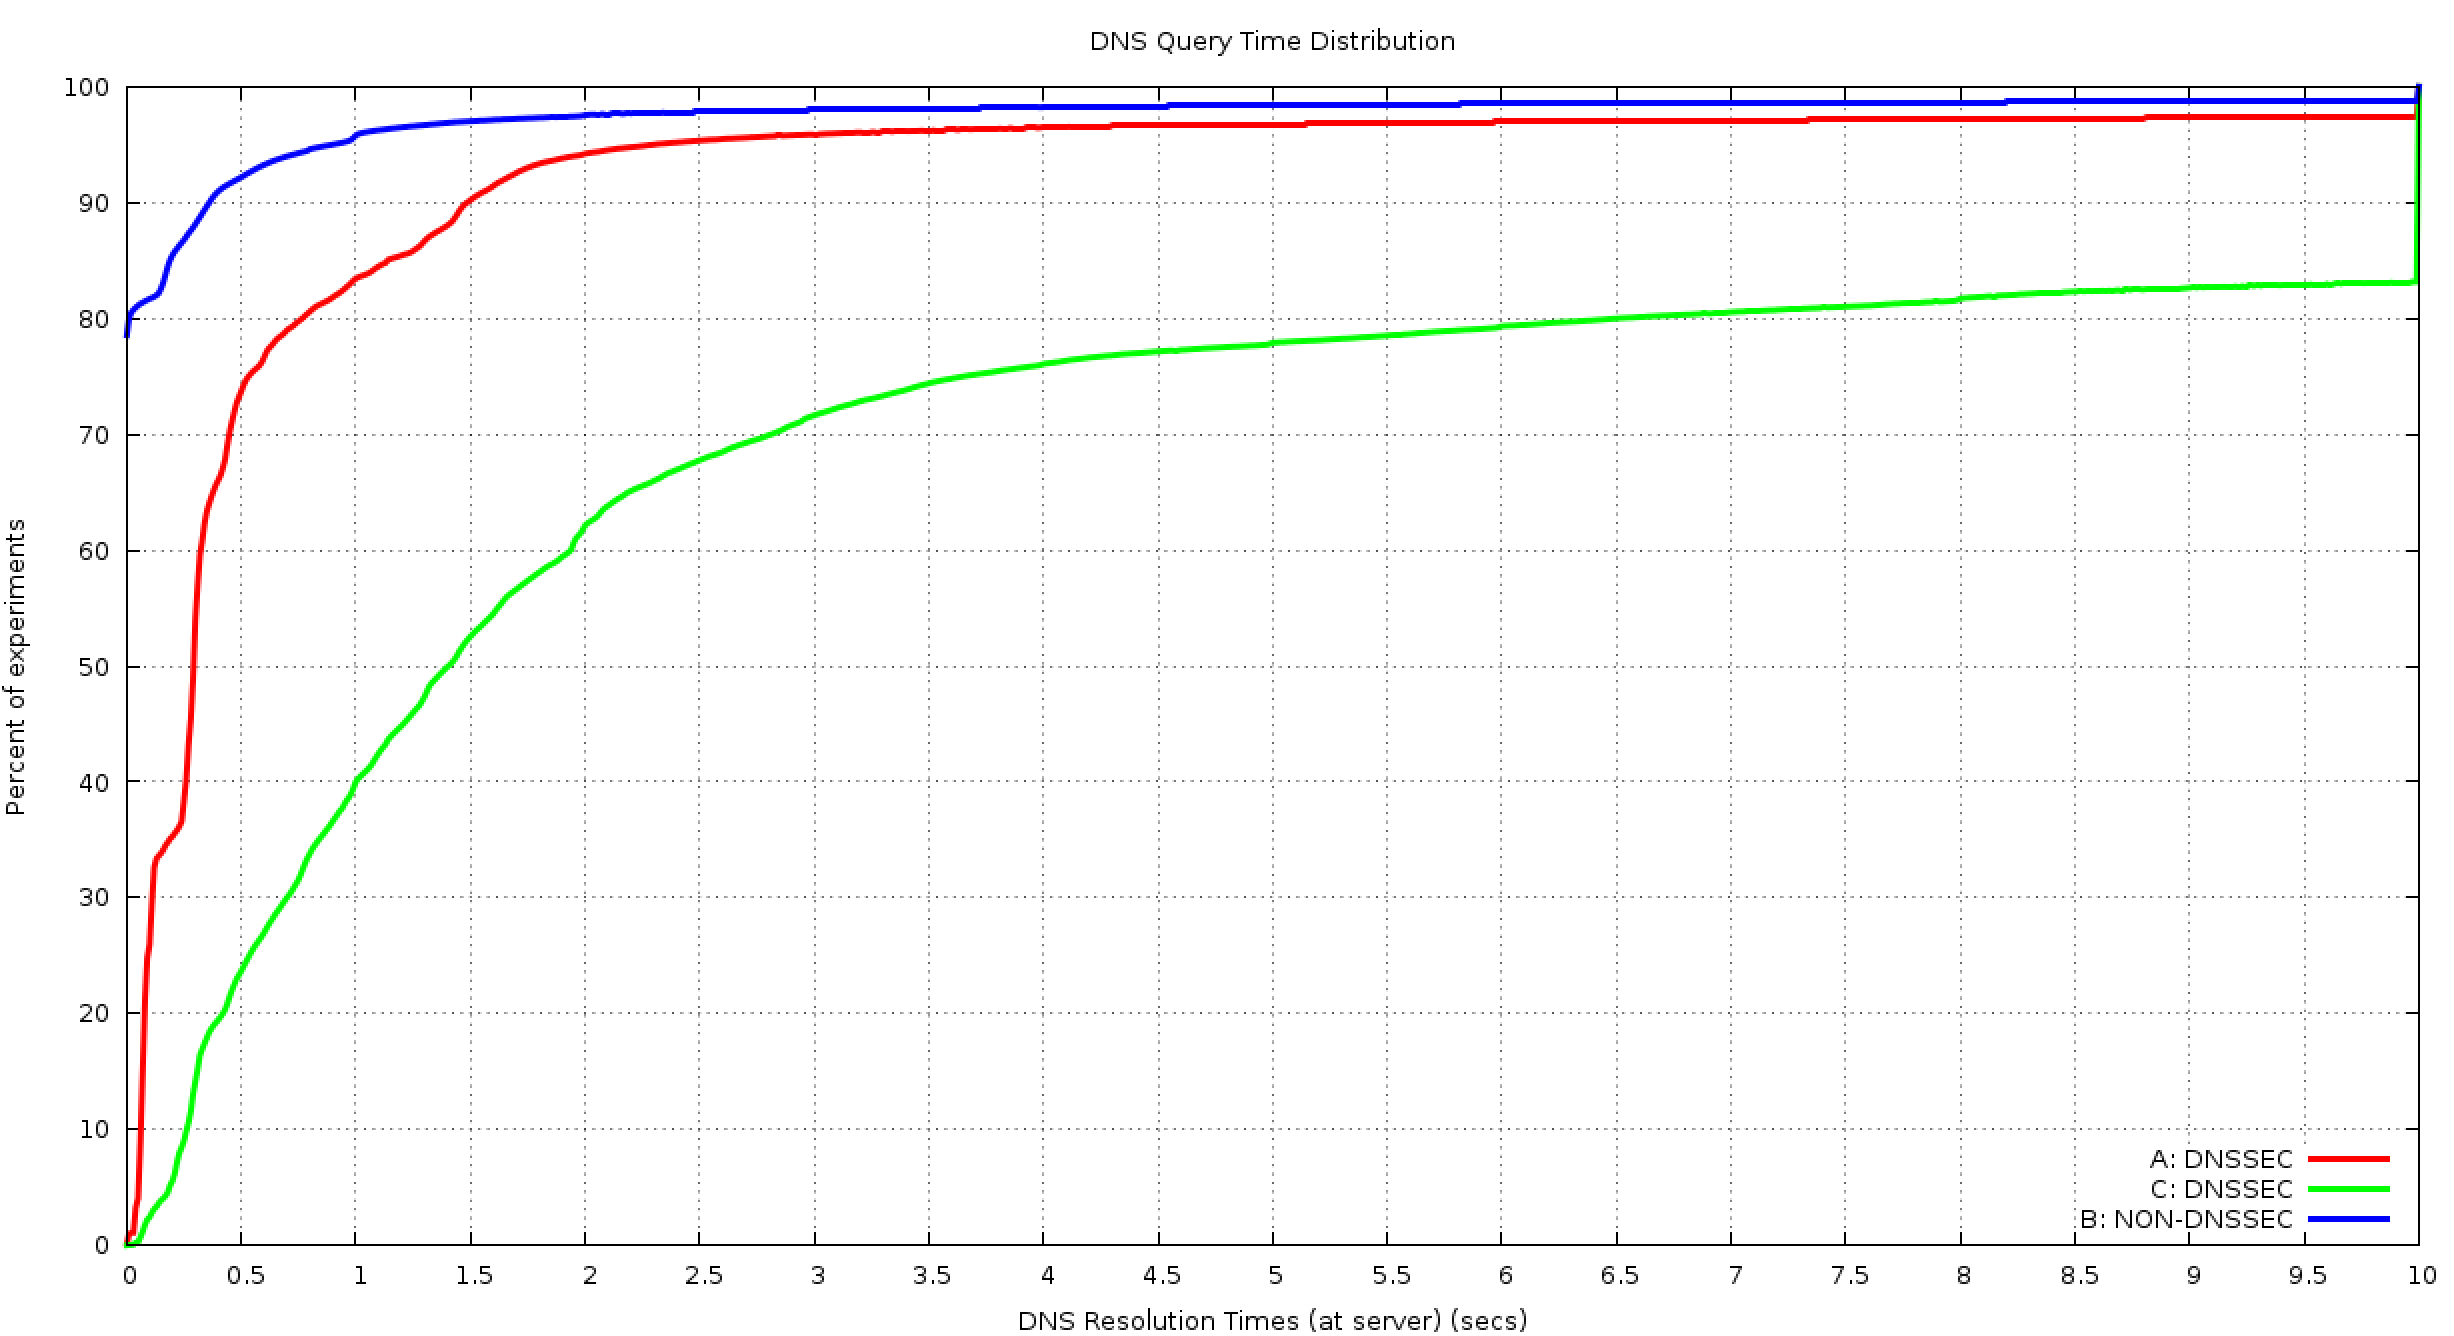 DNS Query Time Distribution
100
90
80
70
60
50
40
30
20
10
0
Percent of experiments
A: DNSSEC
C: DNSSEC
B: NON-DNSSEC
0 0.5 1 1.5 2 2.5 3 3.5 4 4.5 5 5.5 6 6.5 7 7.5 8 8.5 9 9.5 10
DNS Resolution Times (at server) (secs)